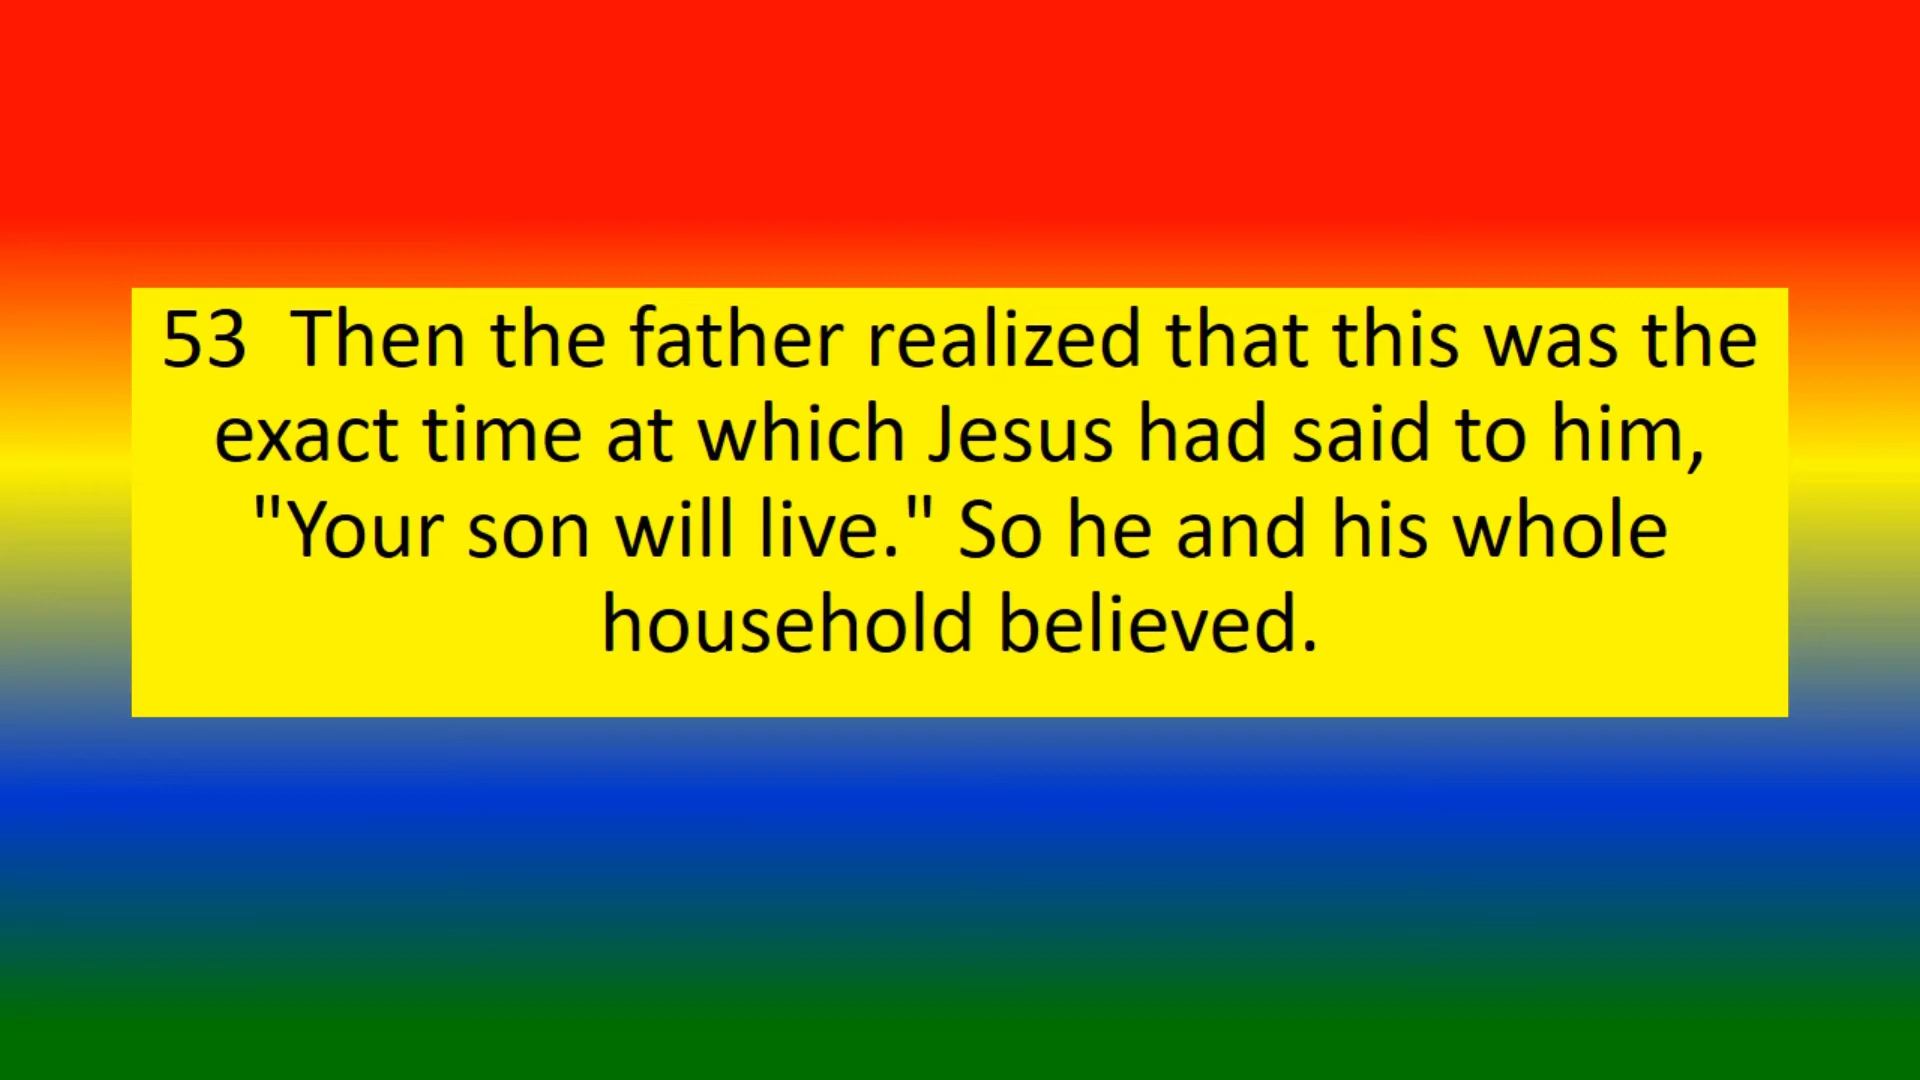 53  Then the father realized that this was the
exact time at which Jesus had said to him,
"Your son will live." So he and his whole
household believed.